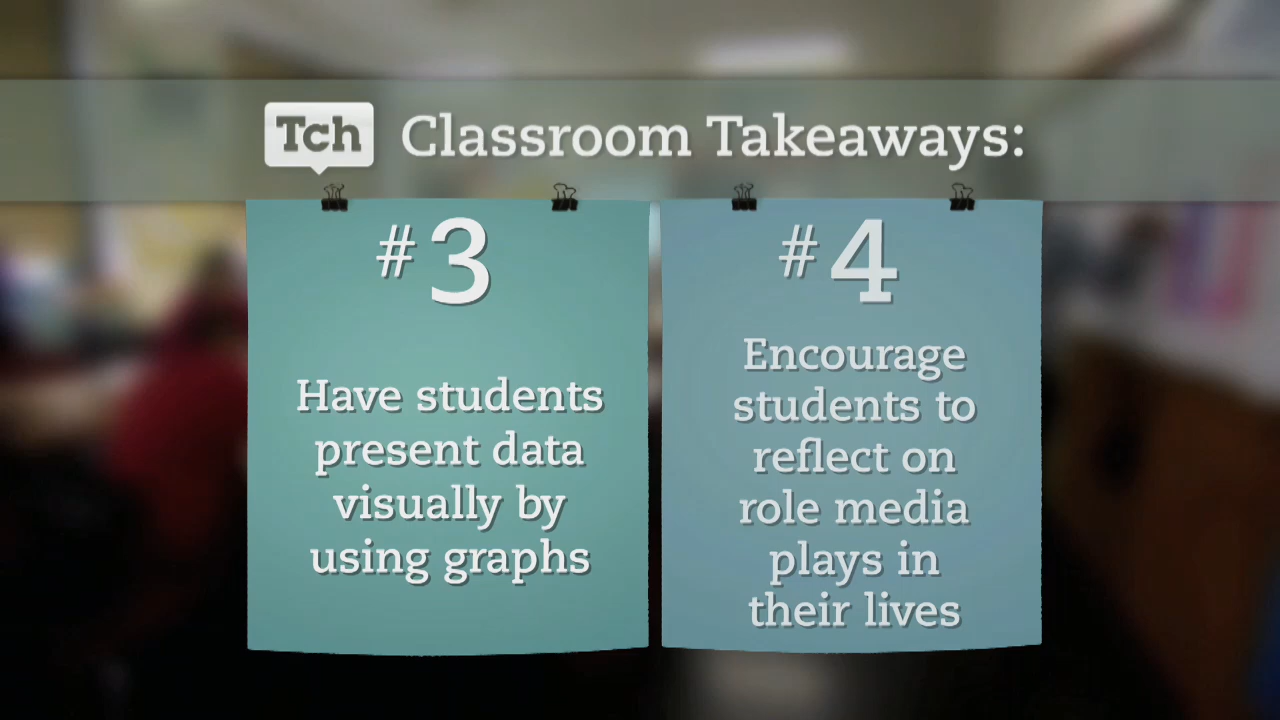 Tch Classroom Takeaways:
#3
Have students
present data
visually by
using graphs
#4
Encourage
students to
reflect on
role media
plays in
their lives